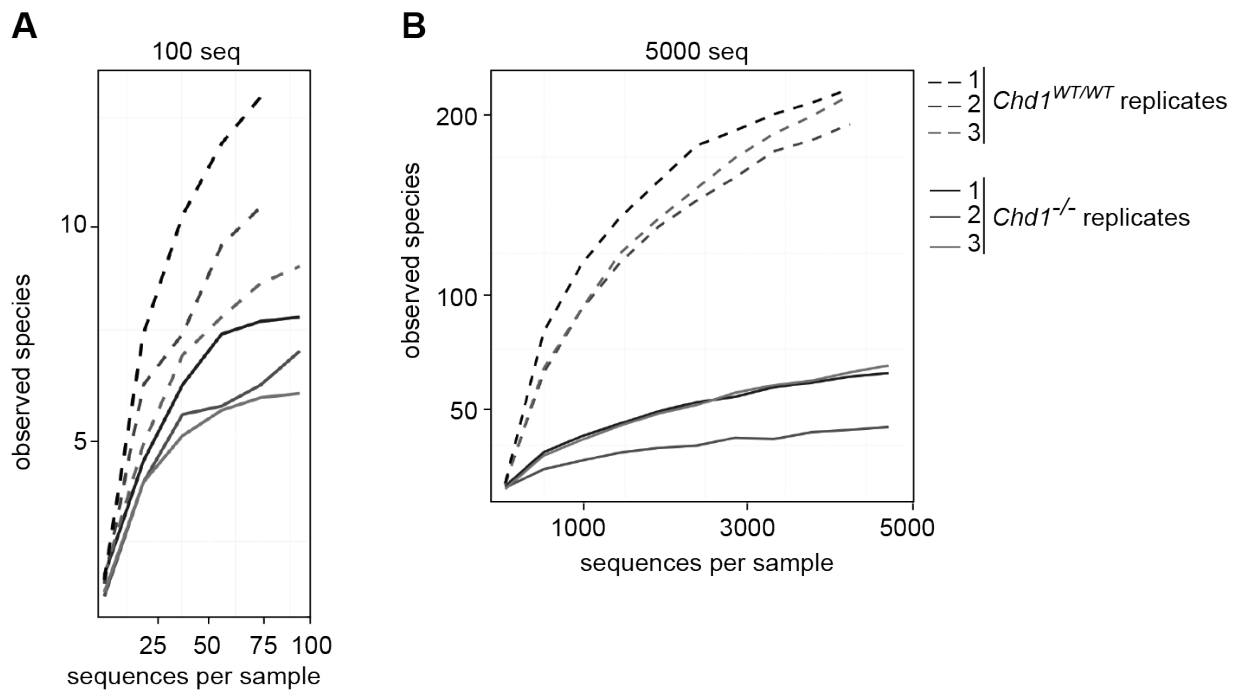 A
100 seq
observed species
10
5
25 50 75 100
sequences per sample
B
5000 seq
observed species
200
100
50
1000 3000 5000
sequences per sample
1
2
3
Chd1WT/WT replicates
1
2
3
Chd1-/- replicates